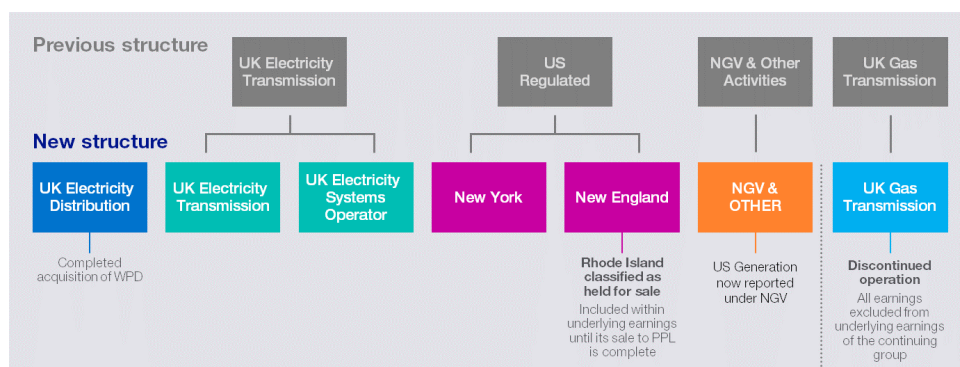 Previous structure
UK Electricity
Transmission
US
Regulated
NGV & Other
Activities
UK Gas
Transmission
New structure
UK Electricity
Distribution
UK Electricity
Transmission
UK Electricity
Systems
Operator
New York
New England
NGV &
OTHER
UK Gas
Transmission
Completed
acquisition of WPD
Rhode Island
classified as
held for sale
Included within
underlying earnings
until its sale to PPL
is complete
US Generation
now reported
under NGV
Discontinued
operation
All earnings
excluded from
underlying earnings
of the continuing
group